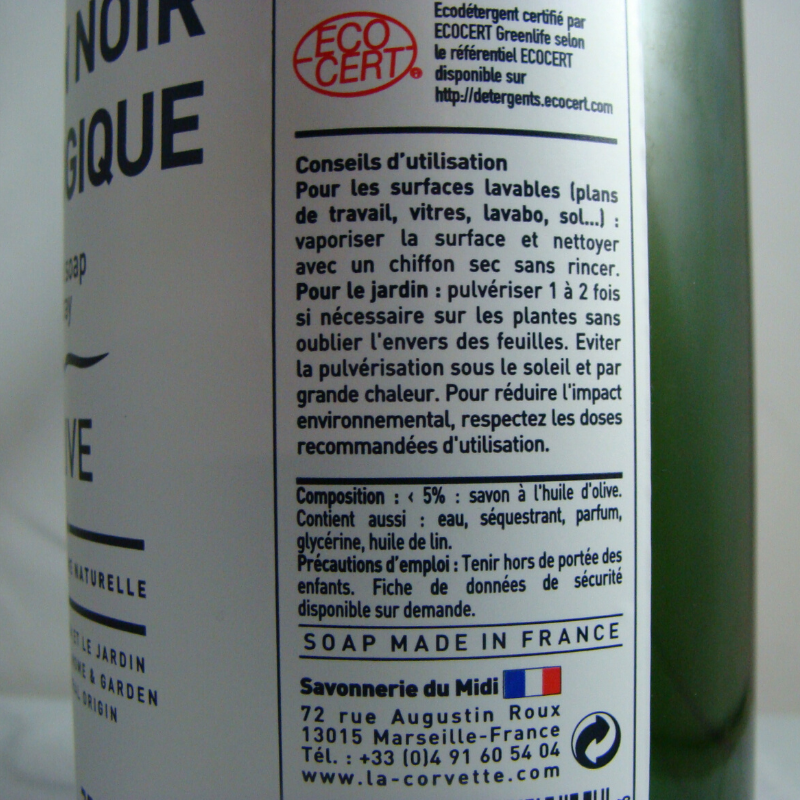 NOIR
GIQUE
soap
NATURELLE
ET LE JARDIN
& GARDEN
ORIGIN
ECO
CERT
Ecodétergent certifié par
ECOCERT Greenlife selon
le référentiel ECOCERT
disponible sur
http://detergents.ecocert.com
Conseils d'utilisation
Pour les surfaces lavables (plans
de travail, vitres, lavabo, sol...) :
vaporiser la surface et nettoyer
avec un chiffon sec sans rincer.
Pour le jardin : pulvériser 1 à 2 fois
si nécessaire sur les plantes sans
oublier l'envers des feuilles. Eviter
la pulvérisation sous le soleil et par
grande chaleur. Pour réduire l'impact
environnemental, respectez les doses
recommandées d'utilisation.
Composition : < 5% : savon à l'huile d'olive.
Contient aussi : eau, séquestrant, parfum,
glycérine, huile de lin.
Précautions d'emploi : Tenir hors de portée des
enfants. Fiche de données de sécurité
disponible sur demande.
SOAP MADE IN FRANCE
Savonnerie du Midi
72 rue Augustin Roux
13015 Marseille-France
Tél. : +33 (0)4 91 60 54 04
www.la-corvette.com